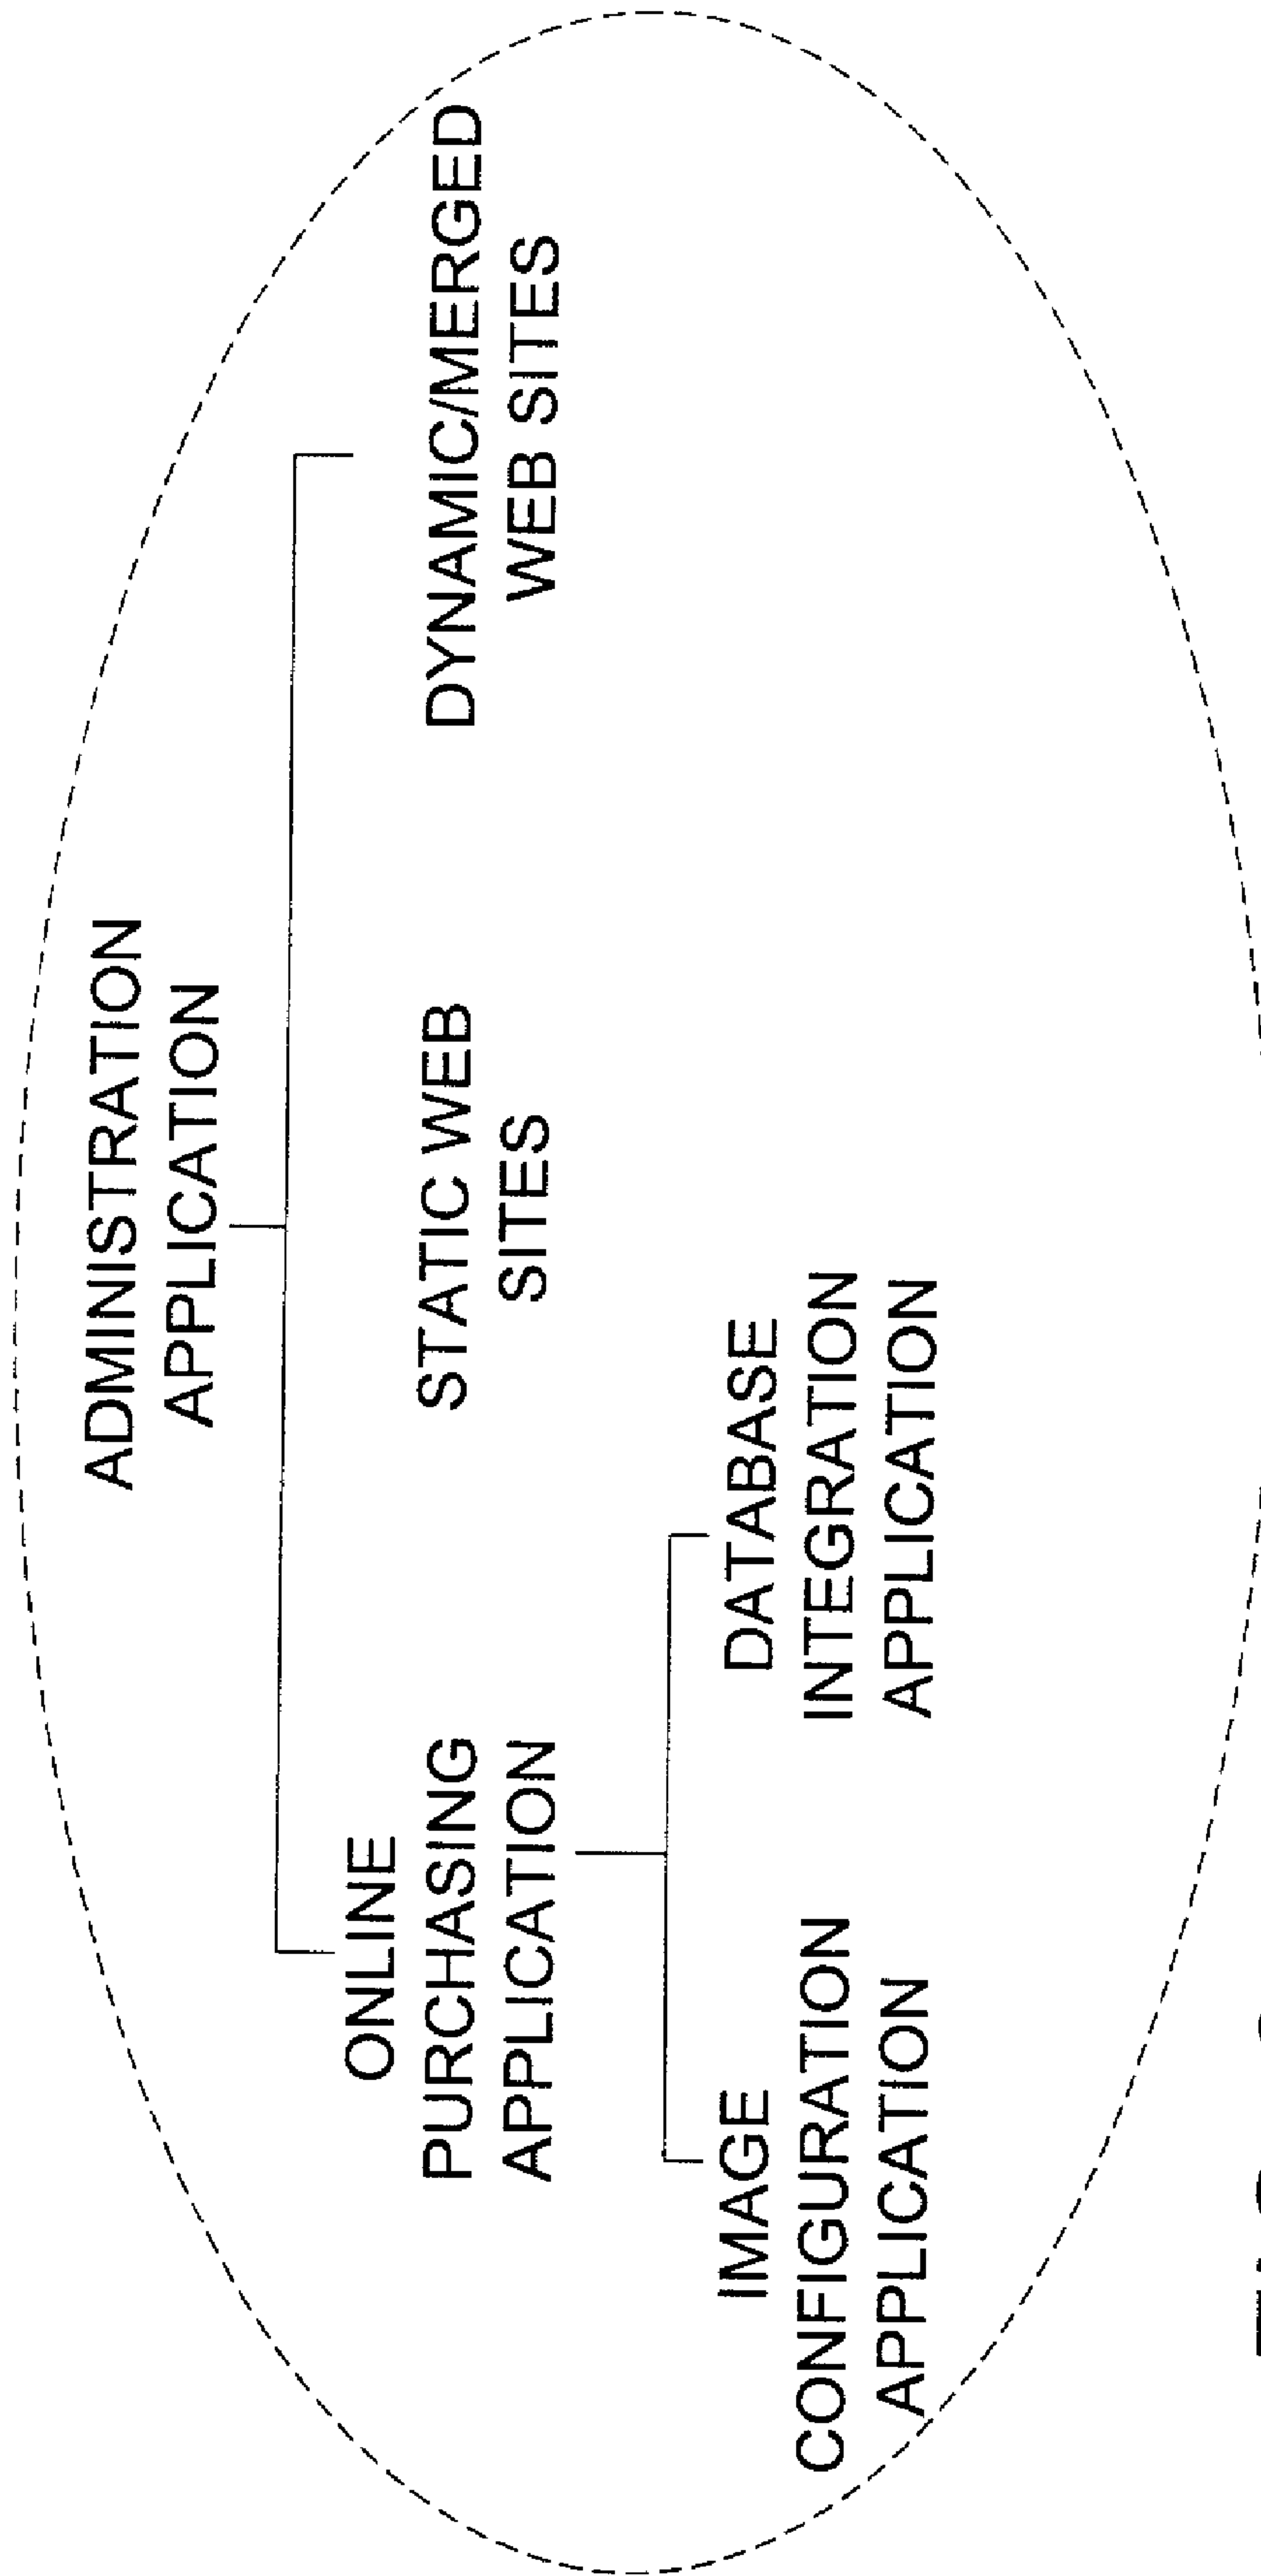 ADMINISTRATION
APPLICATION
ONLINE
PURCHASING
APPLICATION
STATIC WEB
SITES
DYNAMIC/MERGED
WEB SITES
IMAGE
CONFIGURATION
APPLICATION
DATABASE
INTEGRATION
APPLICATION